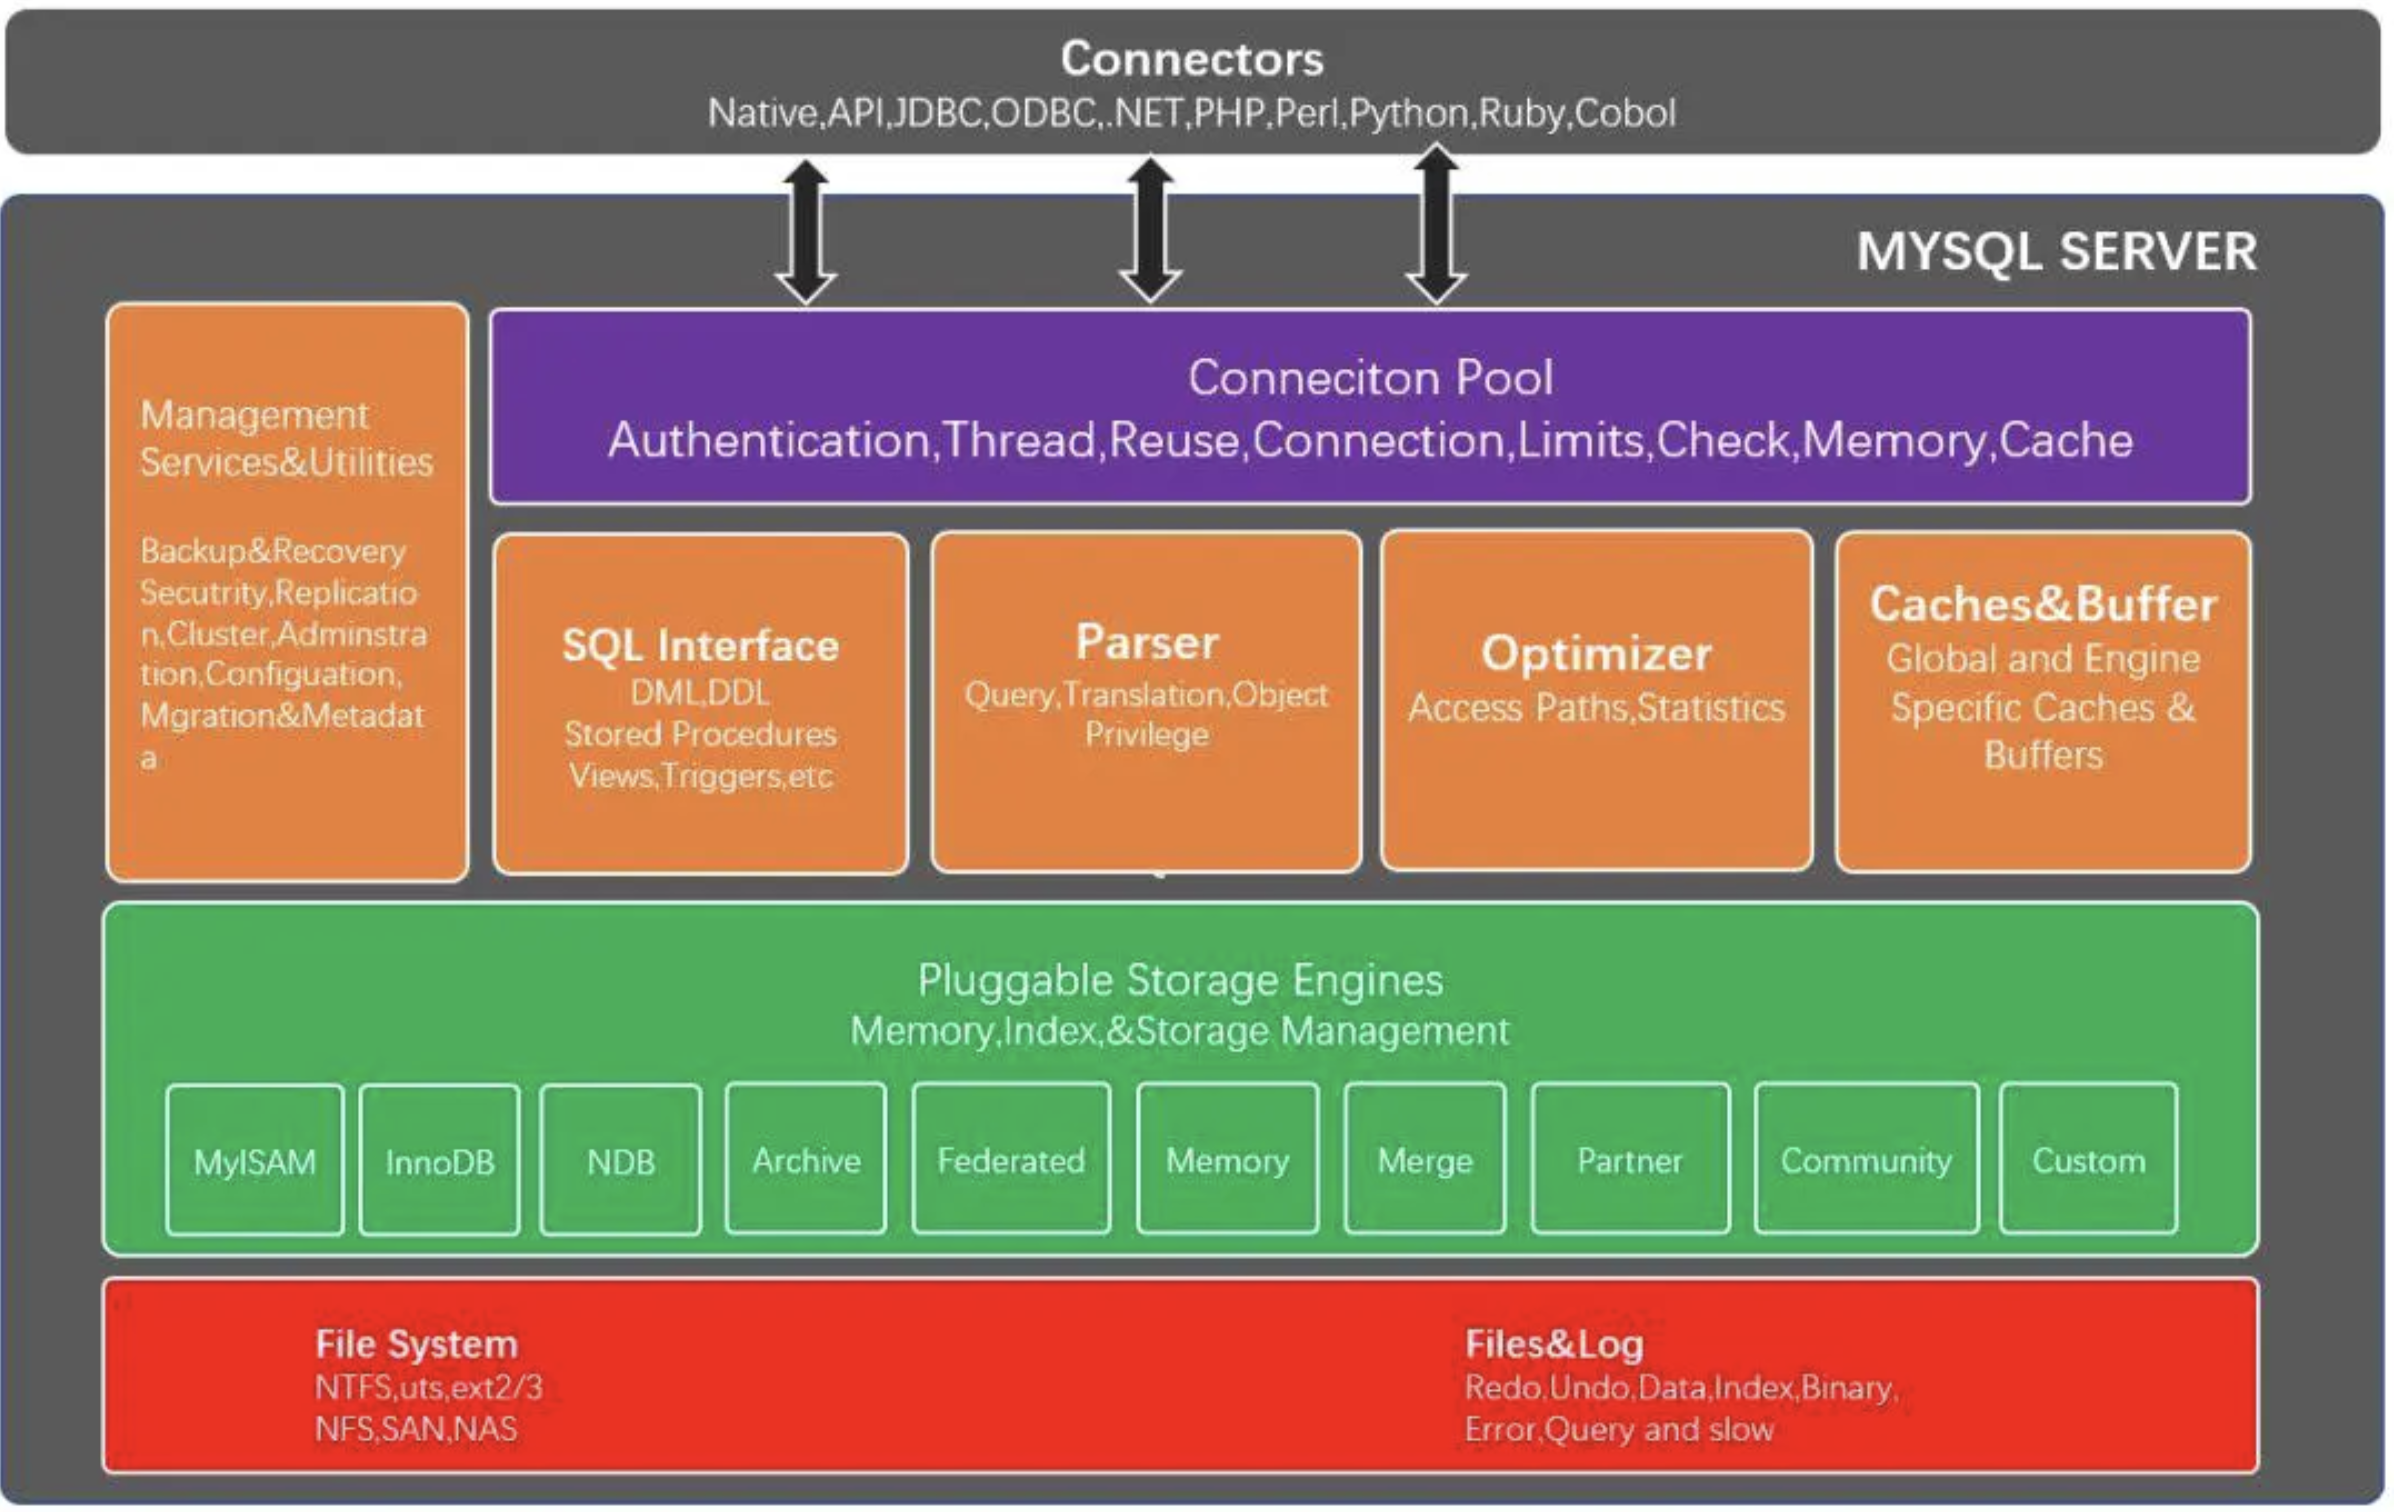 Connectors
Native,API,JDBC,ODBC,.NET,PHP,Perl,Python,Ruby,Cobol
MYSQL SERVER
Management
Services&Utilities
Backup&Recovery
Secutrity,Replicatio
n,Cluster,Adminstra
tion,Configuation,
Mgration&Metadat
a
Conneciton Pool
Authentication,Thread,Reuse,Connection,Limits,Check,Memory,Cache
SQL Interface
DML,DDL
Stored Procedures
Views,Triggers,etc
Parser
Query,Translation,Object
Privilege
Optimizer
Access Paths,Statistics
Caches&Buffer
Global and Engine
Specific Caches &
Buffers
Pluggable Storage Engines
Memory,Index,&Storage Management
MyISAM
InnoDB
NDB
Archive
Federated
Memory
Merge
Partner
Community
Custom
File System
NTFS,uts,ext2/3
NFS,SAN,NAS
Files&Log
Redo,Undo,Data,Index,Binary,
Error,Query and slow